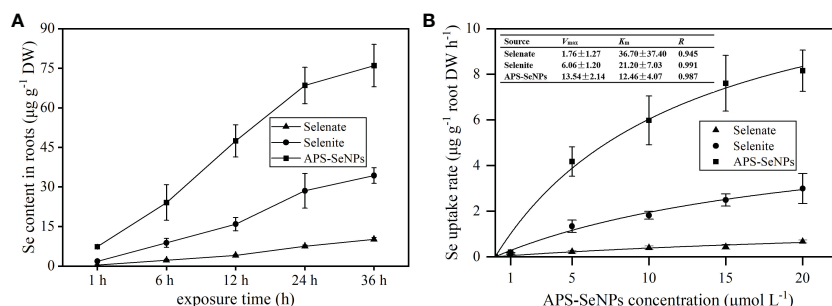 A
Se content in roots (μg g⁻¹ DW)
90
75
60
45
30
15
0
Selenate
Selenite
APS-SeNPs
1 h 6 h 12 h 24 h 36 h
exposure time (h)
B
Se uptake rate (μg g⁻¹ root DW h⁻¹)
10
8
6
4
2
0
Source Vmax Km R
Selenate 1.76±1.27 36.70±37.40 0.945
Selenite 6.06±1.20 21.20±7.03 0.991
APS-SeNPs 13.54±2.14 12.46±4.07 0.987
Selenate
Selenite
APS-SeNPs
1 5 10 15 20
APS-SeNPs concentration (μmol L⁻¹)